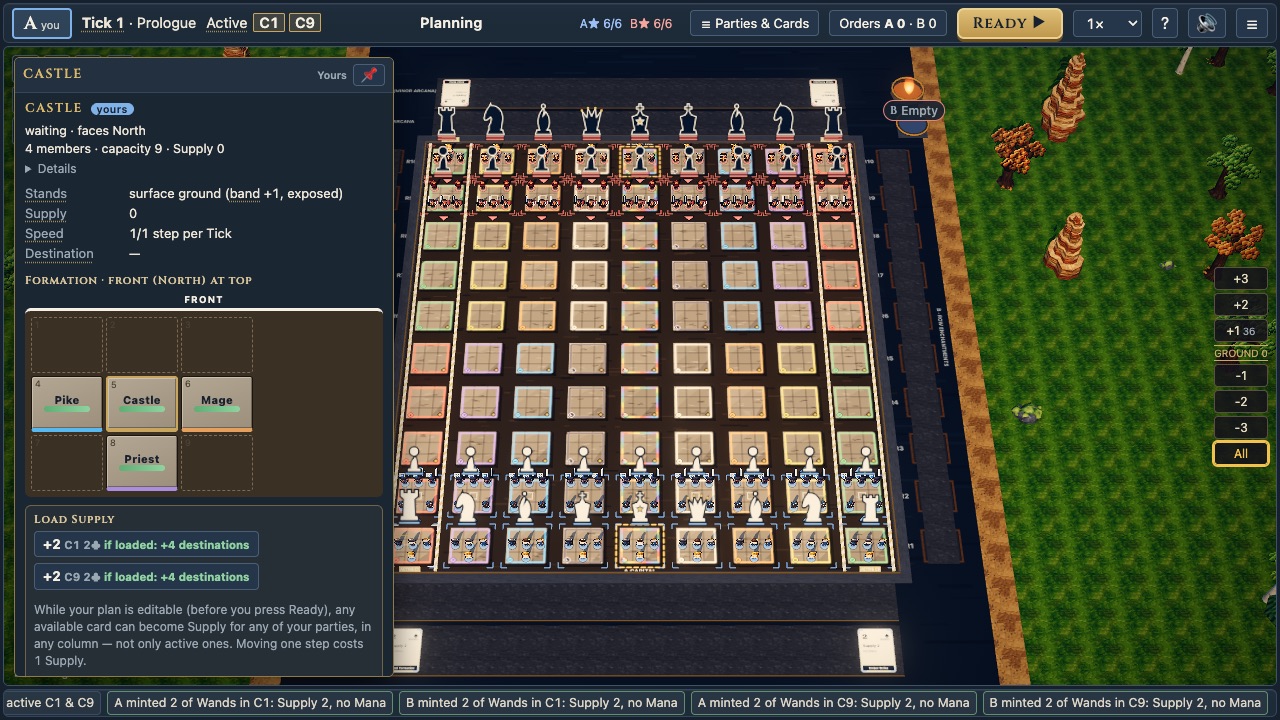 A you
Tick 1 · Prologue Active C1 C9
Planning
A★ 6/6 B★ 6/6
≡ Parties & Cards
Orders A 0 · B 0
READY ▶
1×
?
≡
CASTLE
Yours
CASTLE yours
waiting · faces North
4 members · capacity 9 · Supply 0
▶ Details
Stands surface ground (band +1, exposed)
Supply 0
Speed 1/1 step per Tick
Destination —
FORMATION · FRONT (NORTH) AT TOP
FRONT
4 Pike
5 Castle
6 Mage
8 Priest
LOAD SUPPLY
+2 C1 2♣ if loaded: +4 destinations
+2 C9 2♣ if loaded: +4 destinations
While your plan is editable (before you press Ready), any
available card can become Supply for any of your parties, in
any column — not only active ones. Moving one step costs
1 Supply.
B Empty
+3
+2
+1 36
GROUND 0
-1
-2
-3
All
active C1 & C9
A minted 2 of Wands in C1: Supply 2, no Mana
B minted 2 of Wands in C1: Supply 2, no Mana
A minted 2 of Wands in C9: Supply 2, no Mana
B minted 2 of Wands in C9: Supply 2, no Mana